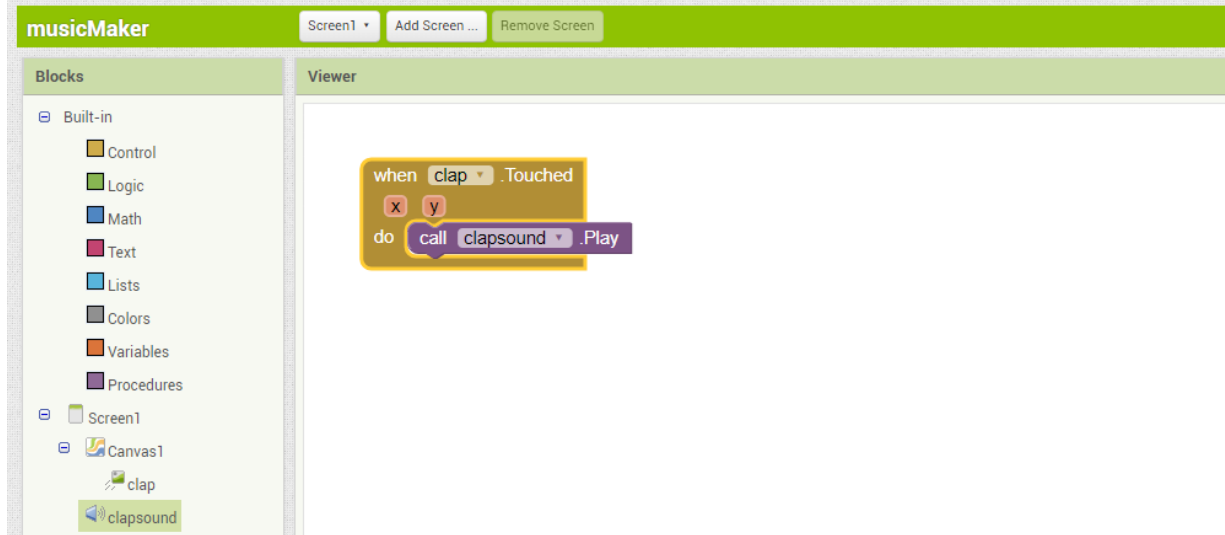 musicMaker Screen1 Add Screen ... Remove Screen
Blocks
Viewer
Built-in
Control
Logic
Math
Text
Lists
Colors
Variables
Procedures
Screen1
Canvas1
clap
clapsound
when clap .Touched
x y
do call clapsound .Play